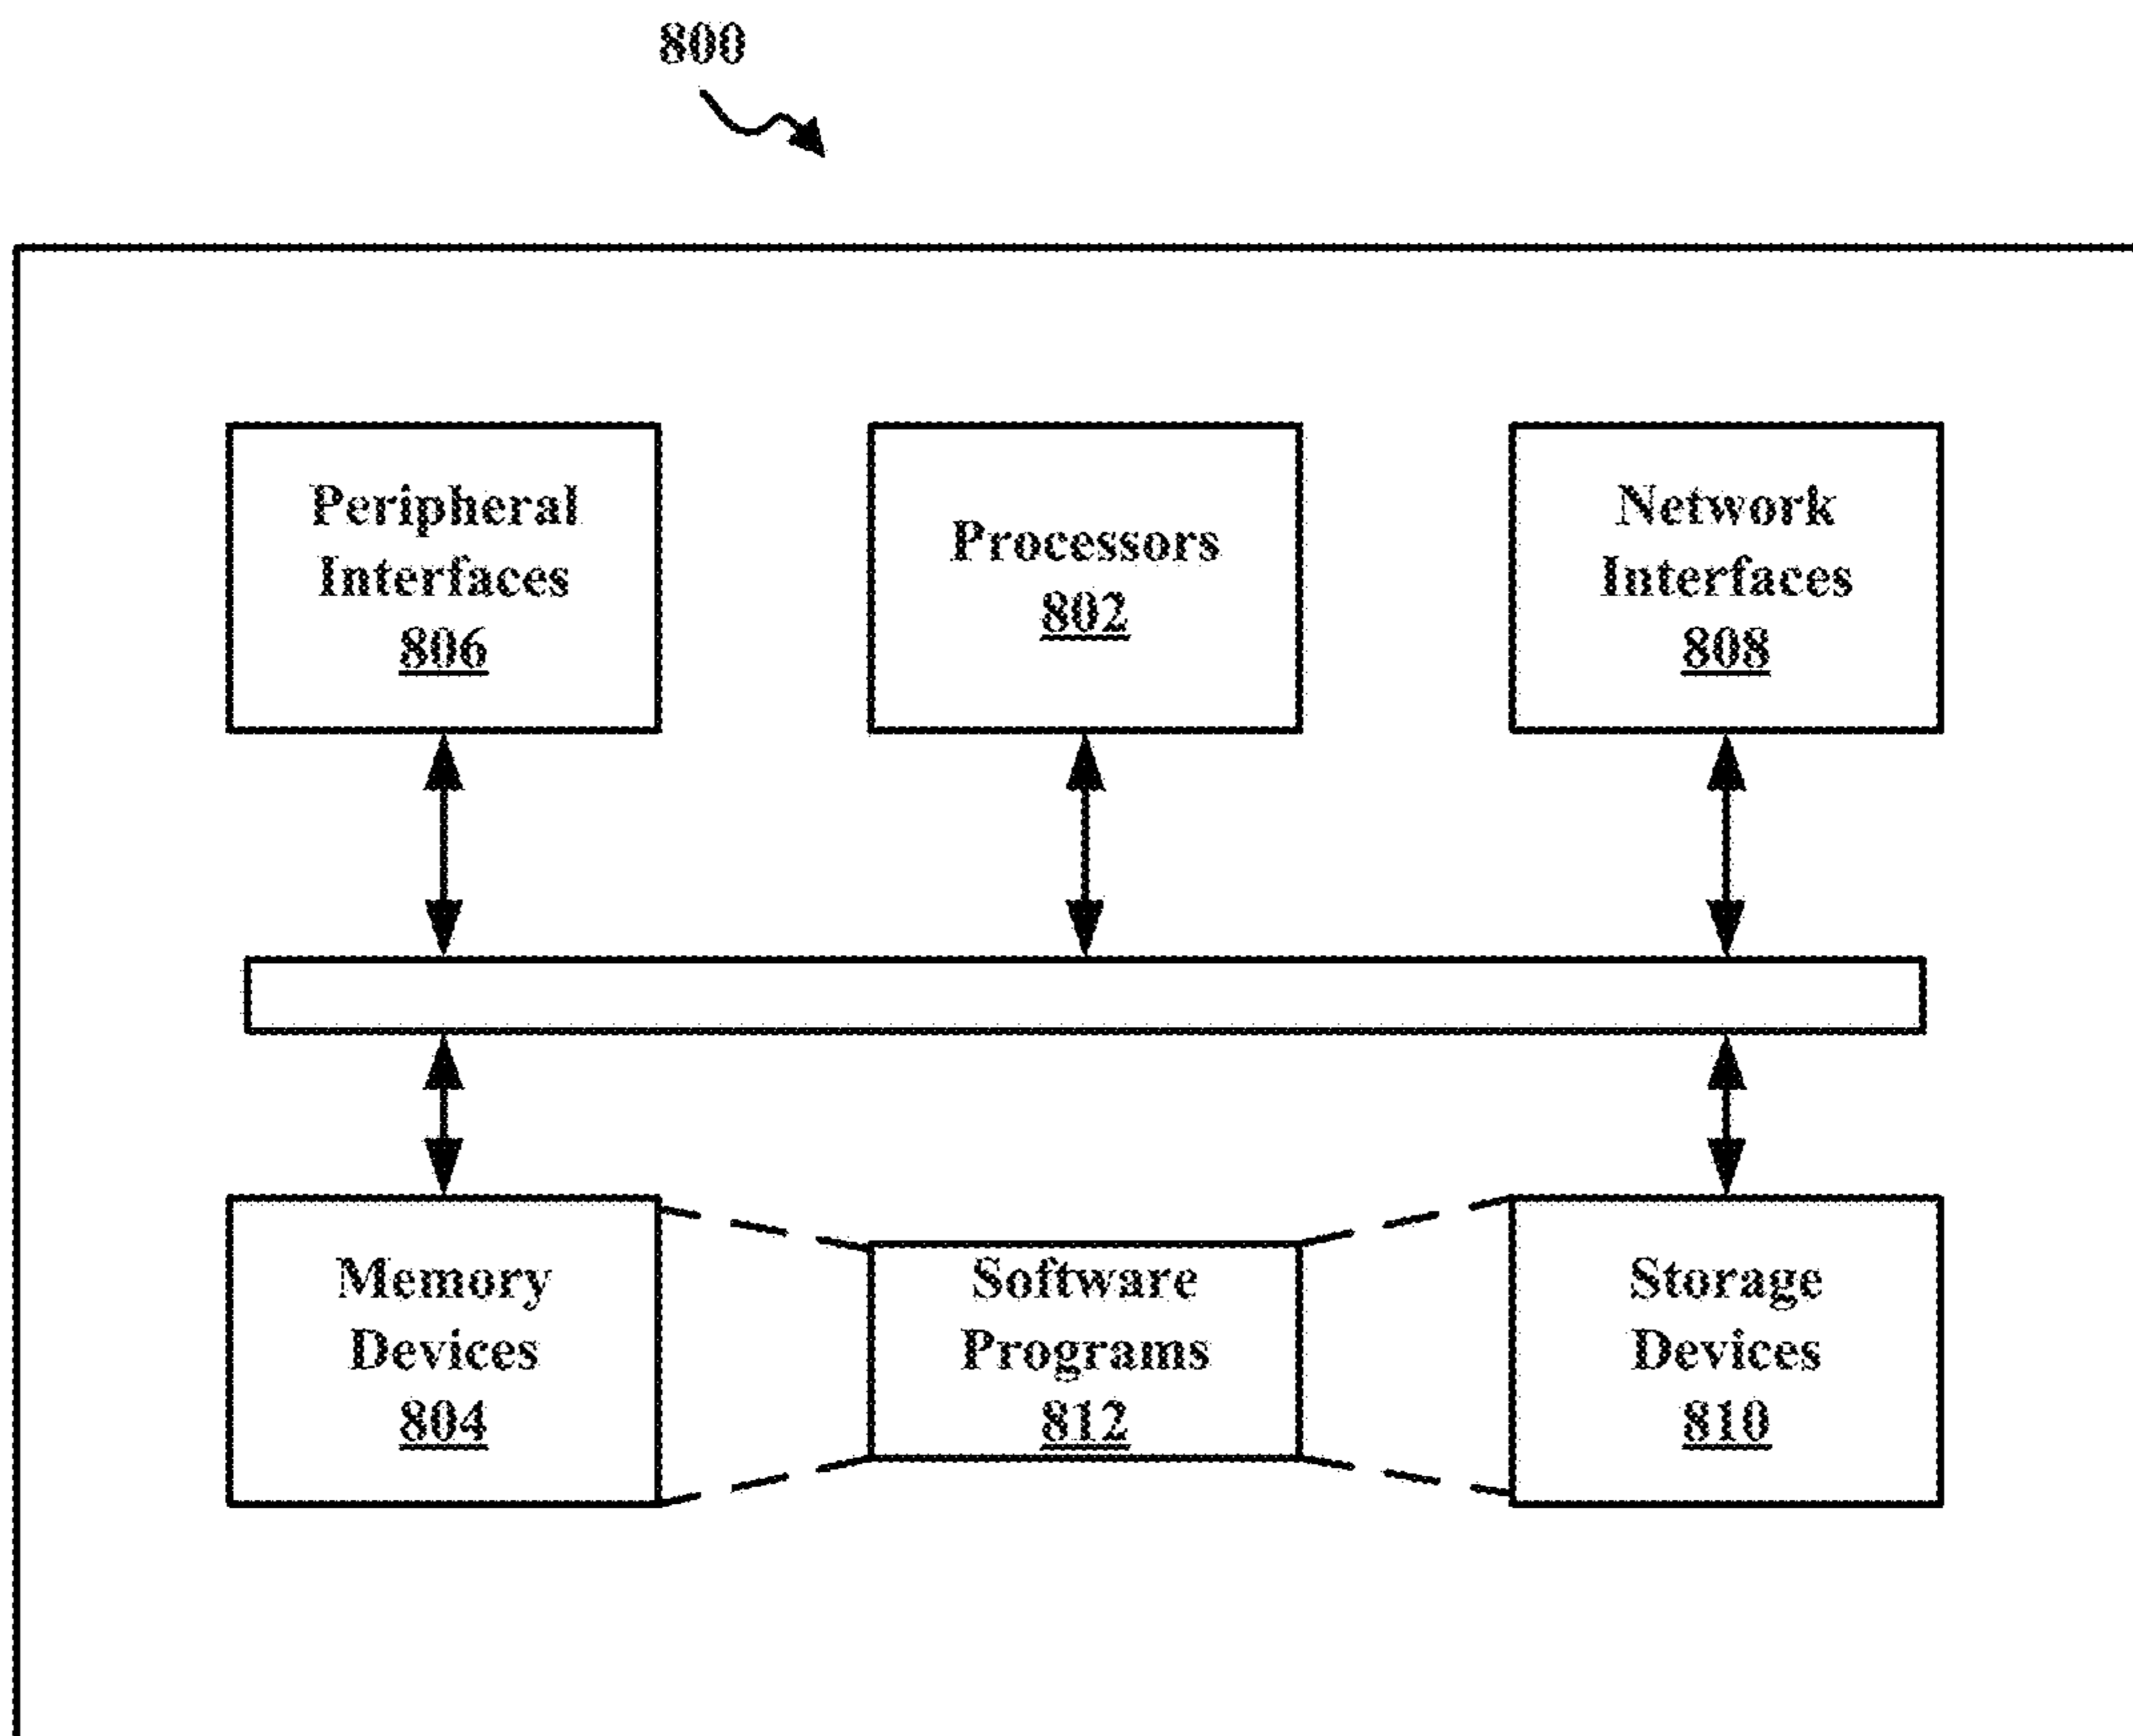 800
Peripheral
Interfaces
806
Processors
802
Network
Interfaces
808
Memory
Devices
804
Software
Programs
812
Storage
Devices
810